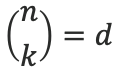 (n
k) = d